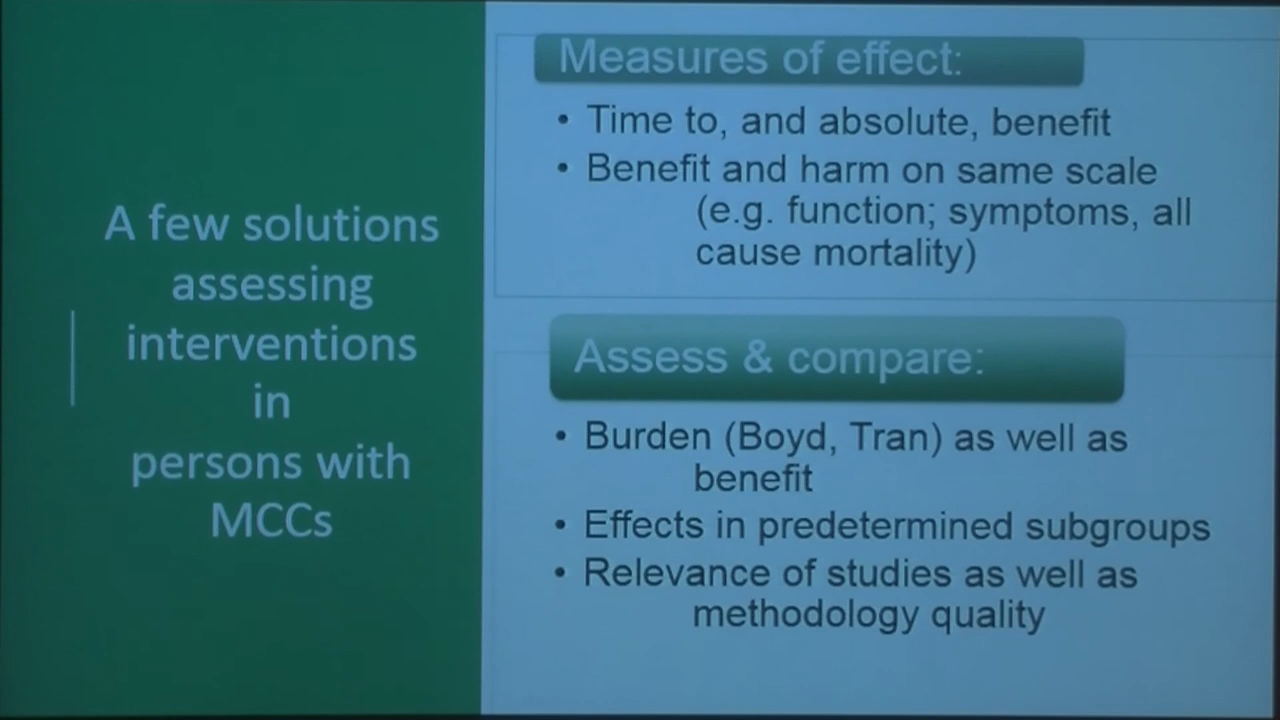 A few solutions
assessing
interventions
in
persons with
MCCs
Measures of effect:
• Time to, and absolute, benefit
• Benefit and harm on same scale
(e.g. function; symptoms, all
cause mortality)
Assess & compare:
• Burden (Boyd, Tran) as well as
benefit
• Effects in predetermined subgroups
• Relevance of studies as well as
methodology quality